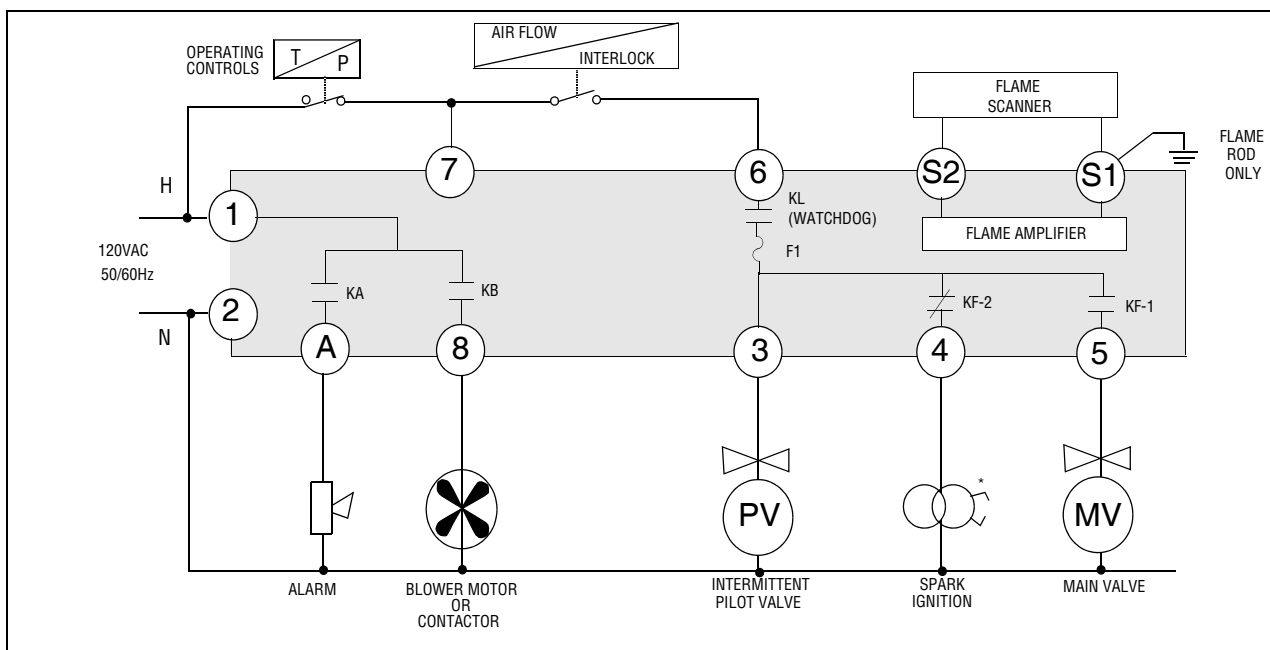 AIR FLOW
INTERLOCK
OPERATING
CONTROLS
T
P
FLAME
SCANNER
FLAME
ROD
ONLY
7
6
S2
S1
H
1
KL
(WATCHDOG)
FLAME AMPLIFIER
F1
120VAC
50/60Hz
2
N
KA
KB
KF-2
KF-1
A
8
3
4
5
*
PV
MV
ALARM
BLOWER MOTOR
OR
CONTACTOR
INTERMITTENT
PILOT VALVE
SPARK
IGNITION
MAIN VALVE